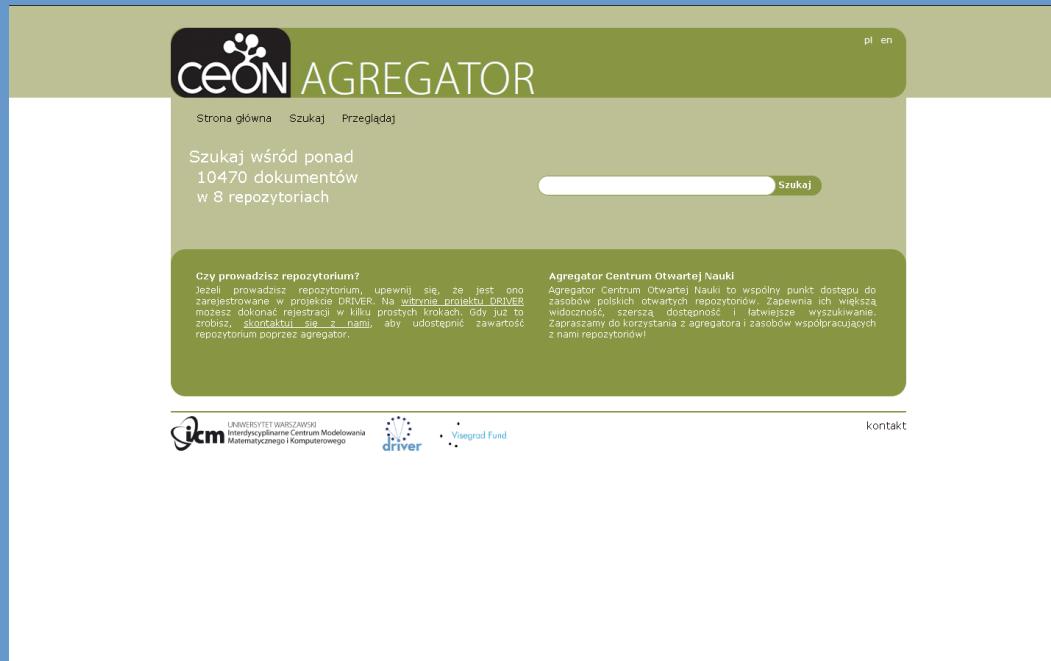 pl en
CEON AGREGATOR
Strona główna Szukaj Przeglądaj
Szukaj wśród ponad
10470 dokumentów
w 8 repozytoriach
Szukaj
Czy prowadzisz repozytorium?
Jeżeli prowadzisz repozytorium, upewnij się, że jest ono
zarejestrowane w projekcie DRIVER. Na witrynie projektu DRIVER
możesz dokonać rejestracji w kilku prostych krokach. Gdy już to
zrobisz, skontaktuj się z nami, aby udostępnić zawartość
repozytorium poprzez agregator.
Agregator Centrum Otwartej Nauki
Agregator Centrum Otwartej Nauki to wspólny punkt dostępu do
zasobów polskich otwartych repozytoriów. Zapewnia ich większą
widoczność, szerszą dostępność i łatwiejsze wyszukiwanie.
Zapraszamy do korzystania z agregatora i zasobów współpracujących
z nami repozytoriów!
icm
UNIWERSYTET WARSZAWSKI
Interdyscyplinarne Centrum Modelowania
Matematycznego i Komputerowego
driver
Visegrad Fund
kontakt